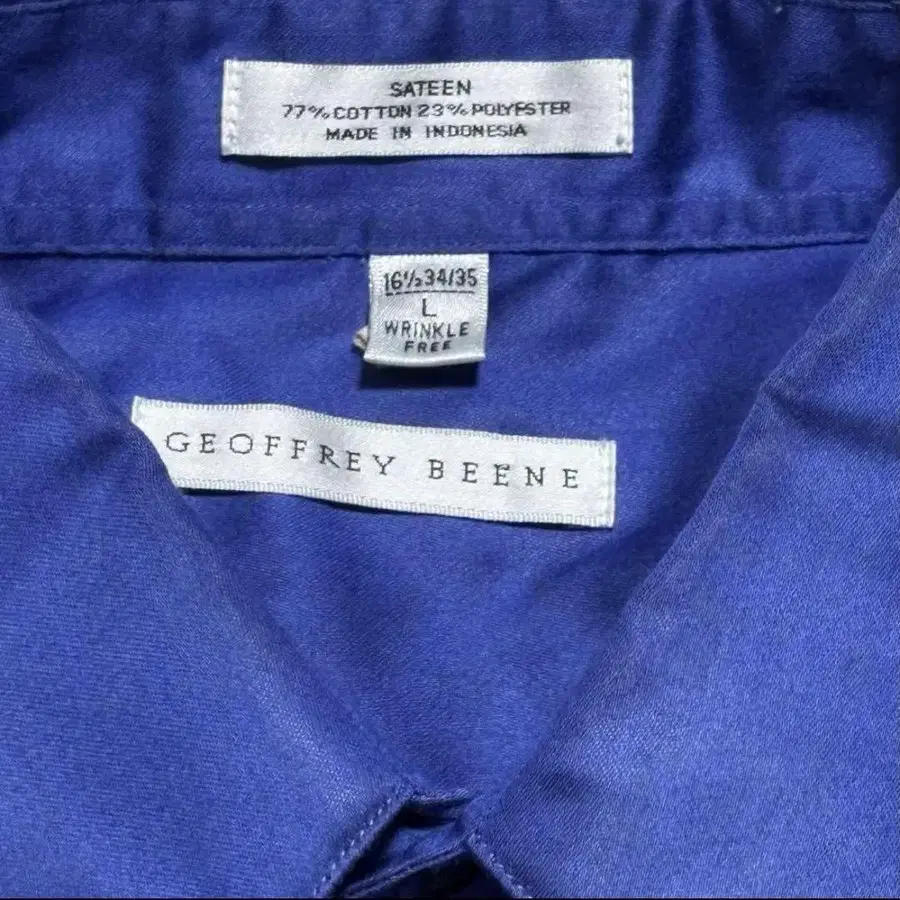 SATEEN
77% COTTON 23% POLYESTER
MADE IN INDONESIA
16½ 34/35
L
WRINKLE
FREE
GEOFFREY BEENE